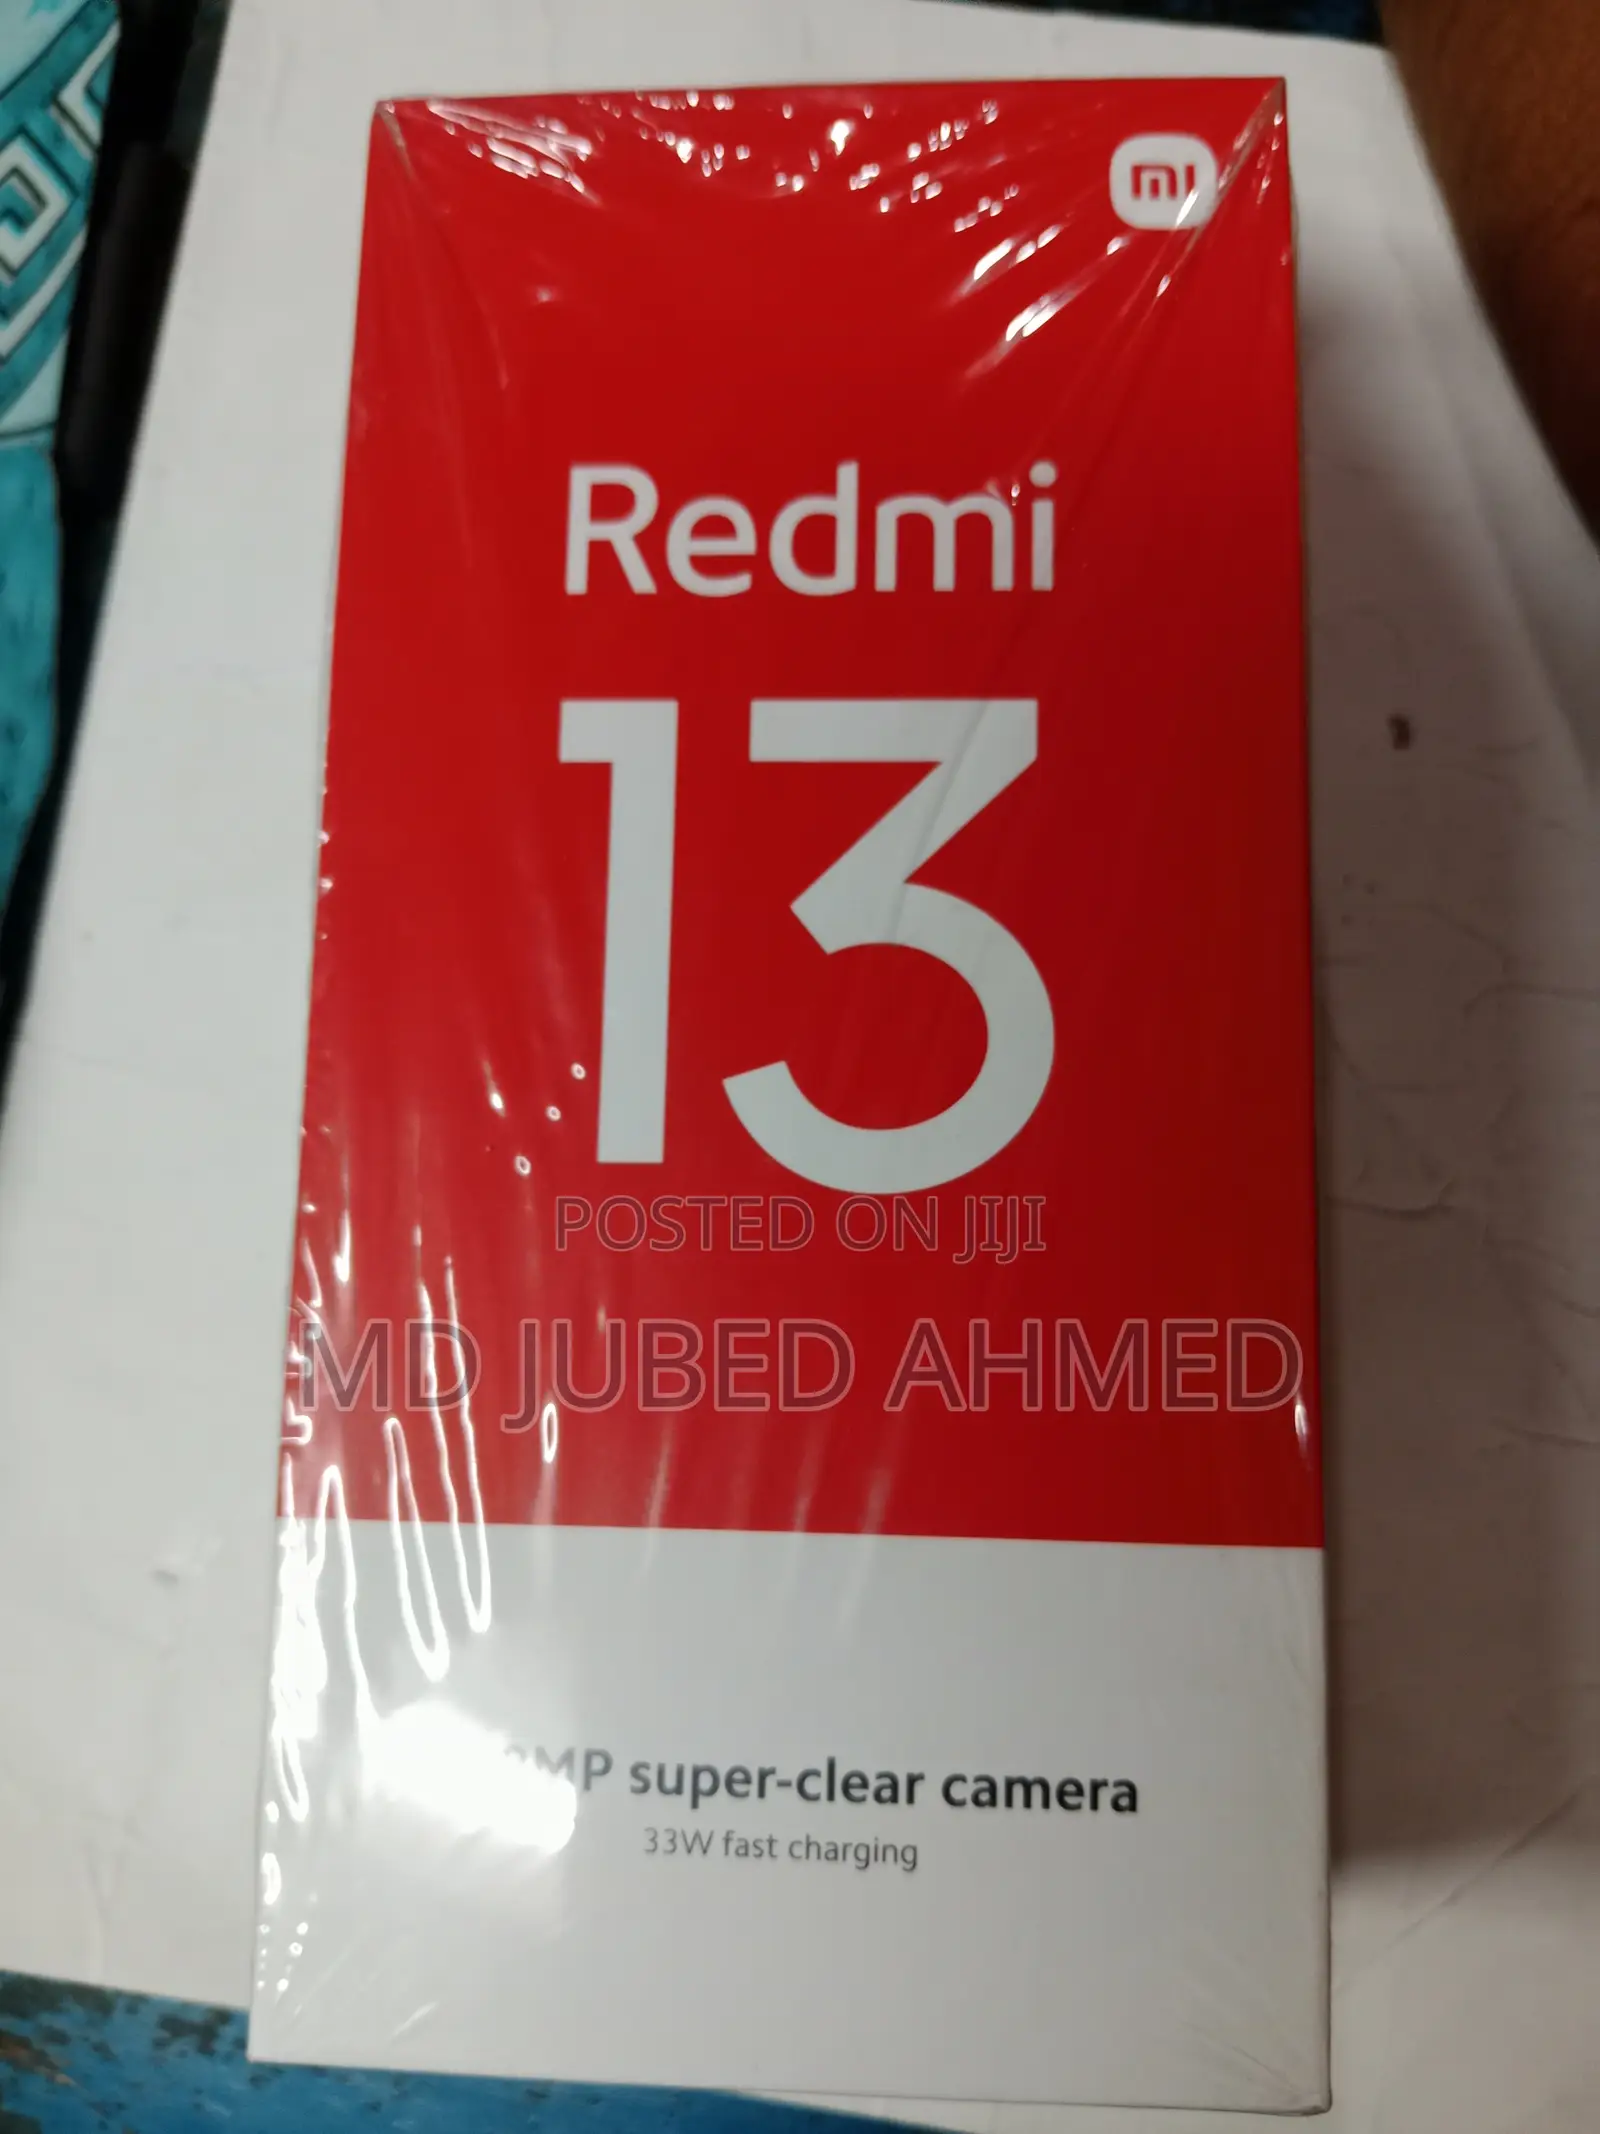 mi
Redmi
13
POSTED ON JIJI
MD JUBED AHMED
super-clear camera
33W fast charging